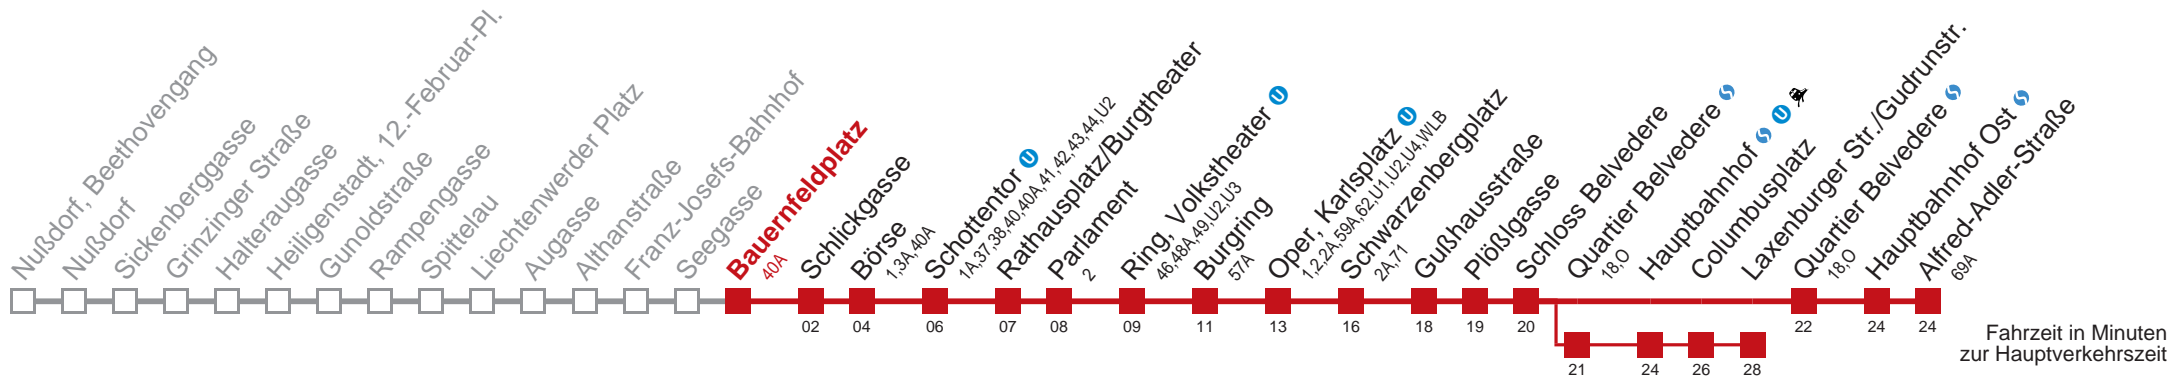 Nußdorf, Beethovengang
Nußdorf
Sickenberggasse
Grinzinger Straße
Halteraugasse
Heiligenstadt, 12.-Februar-Pl.
Gunoldstraße
Rampengasse
Spittelau
Liechtenwerder Platz
Augasse
Althanstraße
Franz-Josefs-Bahnhof
Seegasse
Bauernfeldplatz
40A
Schlickgasse
Börse
1,3A,40A
Schottentor U
1A,37,38,40,40A,41,42,43,44,U2
Rathausplatz/Burgtheater
Parlament
2
Ring, Volkstheater U
46,48A,49,U2,U3
Burgring
57A
Oper, Karlsplatz U
1,2,2A,59A,62,U1,U2,U4,WLB
Schwarzenbergplatz
2A,71
Gußhausstraße
Plößlgasse
Schloss Belvedere
Quartier Belvedere S
18,O
Hauptbahnhof S U
Columbusplatz
Laxenburger Str./Gudrunstr.
Quartier Belvedere S
18,O
Hauptbahnhof Ost S
Alfred-Adler-Straße
69A
02 04 06 07 08 09 11 13 16 18 19 20 22 24 24
21 24 26 28
Fahrzeit in Minuten
zur Hauptverkehrszeit